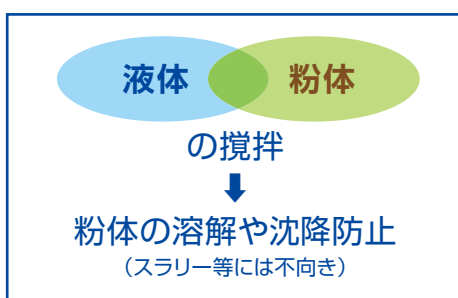 液体 粉体
の撹拌
⬇
粉体の溶解や沈降防止
（スラリー等には不向き）